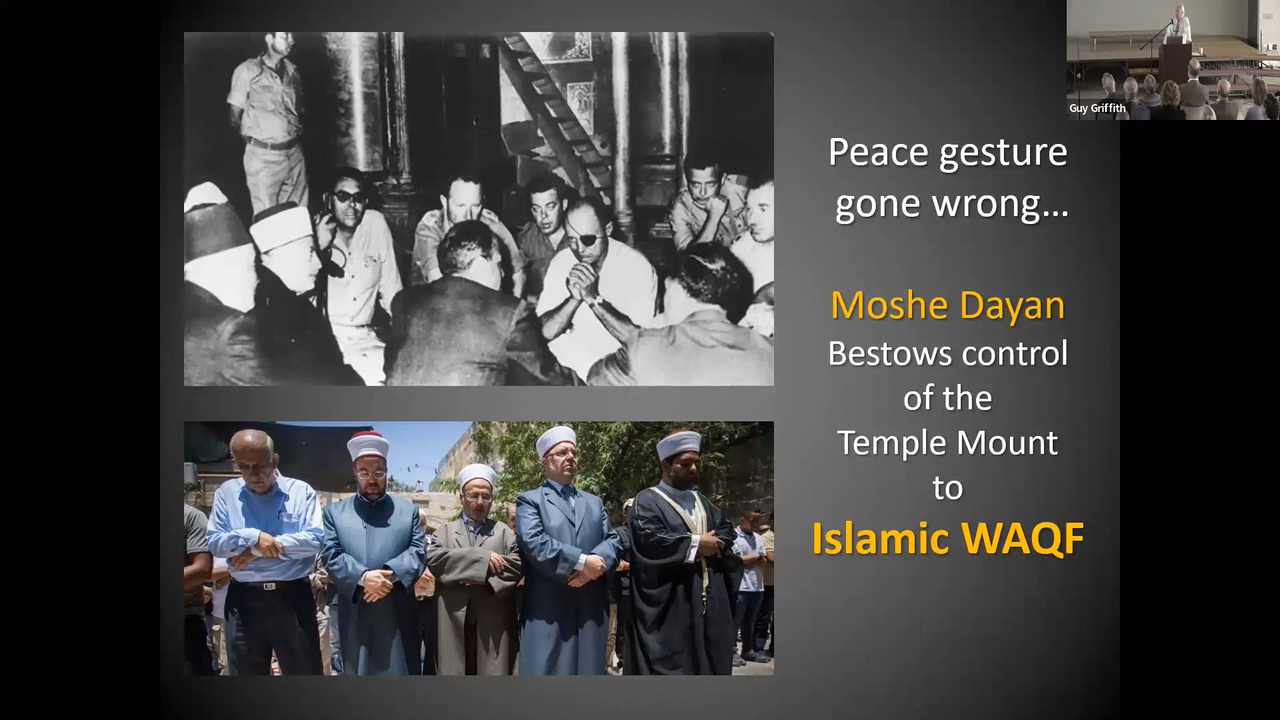 Guy Griffith
Peace gesture
gone wrong...
Moshe Dayan
Bestows control
of the
Temple Mount
to
Islamic WAQF